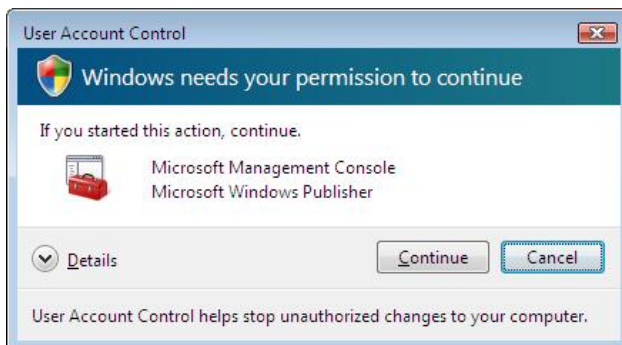 User Account Control
Windows needs your permission to continue
If you started this action, continue.
Microsoft Management Console
Microsoft Windows Publisher
Details
Continue
Cancel
User Account Control helps stop unauthorized changes to your computer.